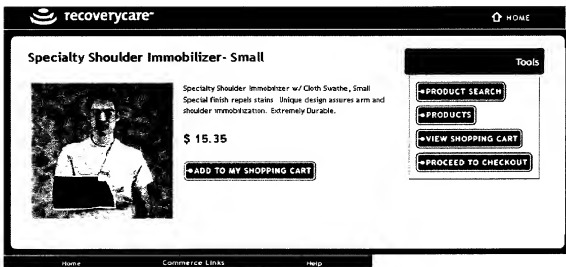 recoverycare
HOME
Specialty Shoulder Immobilizer- Small
Specialty Shoulder Immobilizer w/ Cloth Swathe, Small
Special finish repels stains Unique design assures arm and
shoulder immobilization. Extremely Durable.
$ 15.35
ADD TO MY SHOPPING CART
Tools
PRODUCT SEARCH
PRODUCTS
VIEW SHOPPING CART
PROCEED TO CHECKOUT
Home Commerce Links Help